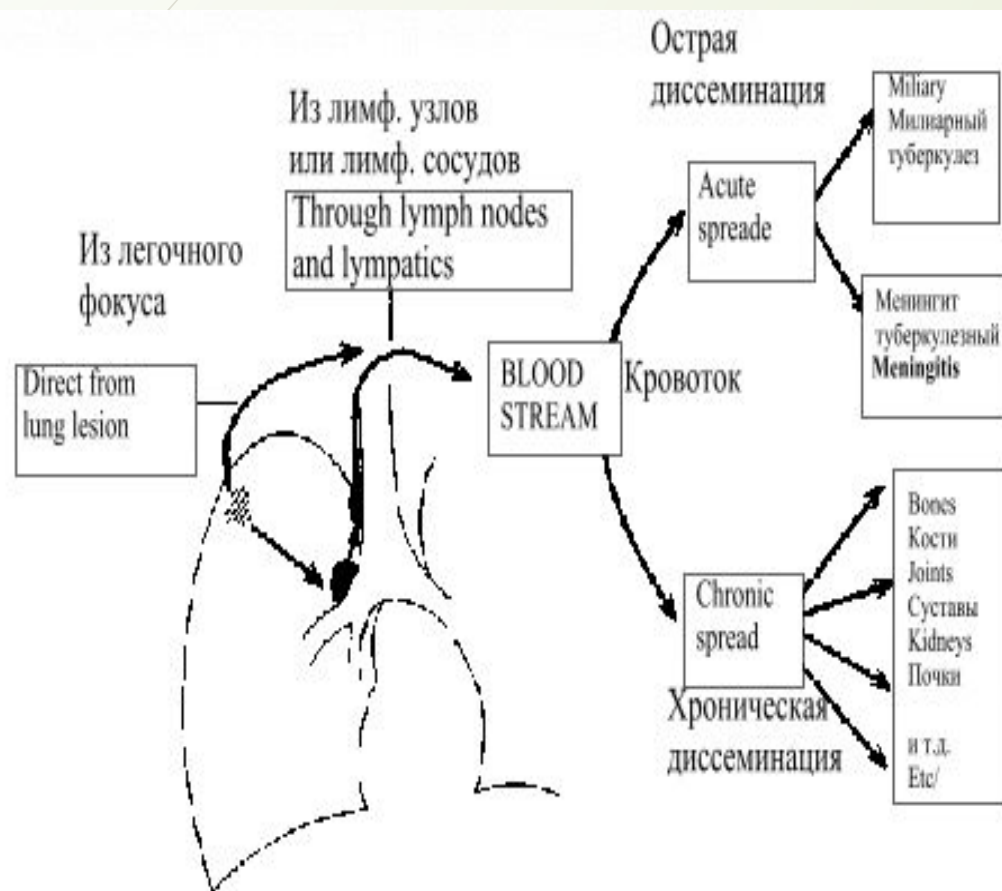 Острая
диссеминация
Из лимф. узлов
или лимф. сосудов
Through lymph nodes
and lympatics
Из легочного
фокуса
Direct from
lung lesion
BLOOD
STREAM
Кровоток
Acute
spreade
Miliary
Милиарный
туберкулез
Менингит
туберкулезный
Meningitis
Chronic
spread
Хроническая
диссеминация
Bones
Кости
Joints
Суставы
Kidneys
Почки
и т.д.
Etc/